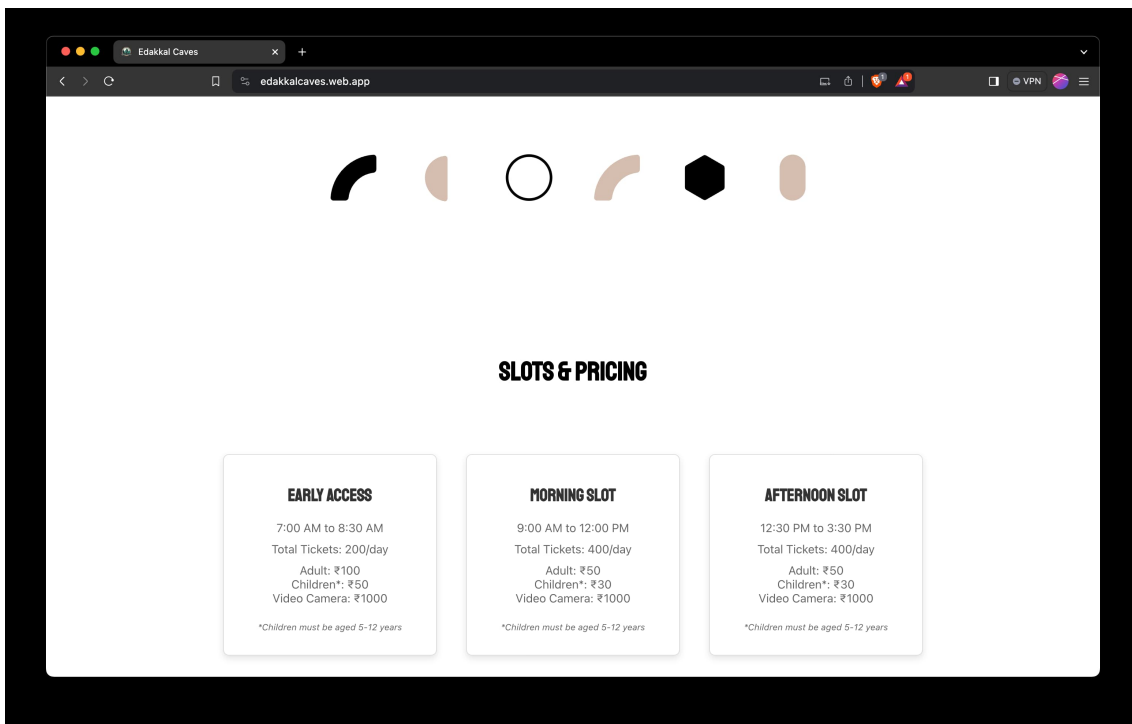 Edakkal Caves
edakkalcaves.web.app
1
1
VPN
SLOTS & PRICING
EARLY ACCESS
7:00 AM to 8:30 AM
Total Tickets: 200/day
Adult: ₹100
Children*: ₹50
Video Camera: ₹1000
*Children must be aged 5-12 years
MORNING SLOT
9:00 AM to 12:00 PM
Total Tickets: 400/day
Adult: ₹50
Children*: ₹30
Video Camera: ₹1000
*Children must be aged 5-12 years
AFTERNOON SLOT
12:30 PM to 3:30 PM
Total Tickets: 400/day
Adult: ₹50
Children*: ₹30
Video Camera: ₹1000
*Children must be aged 5-12 years